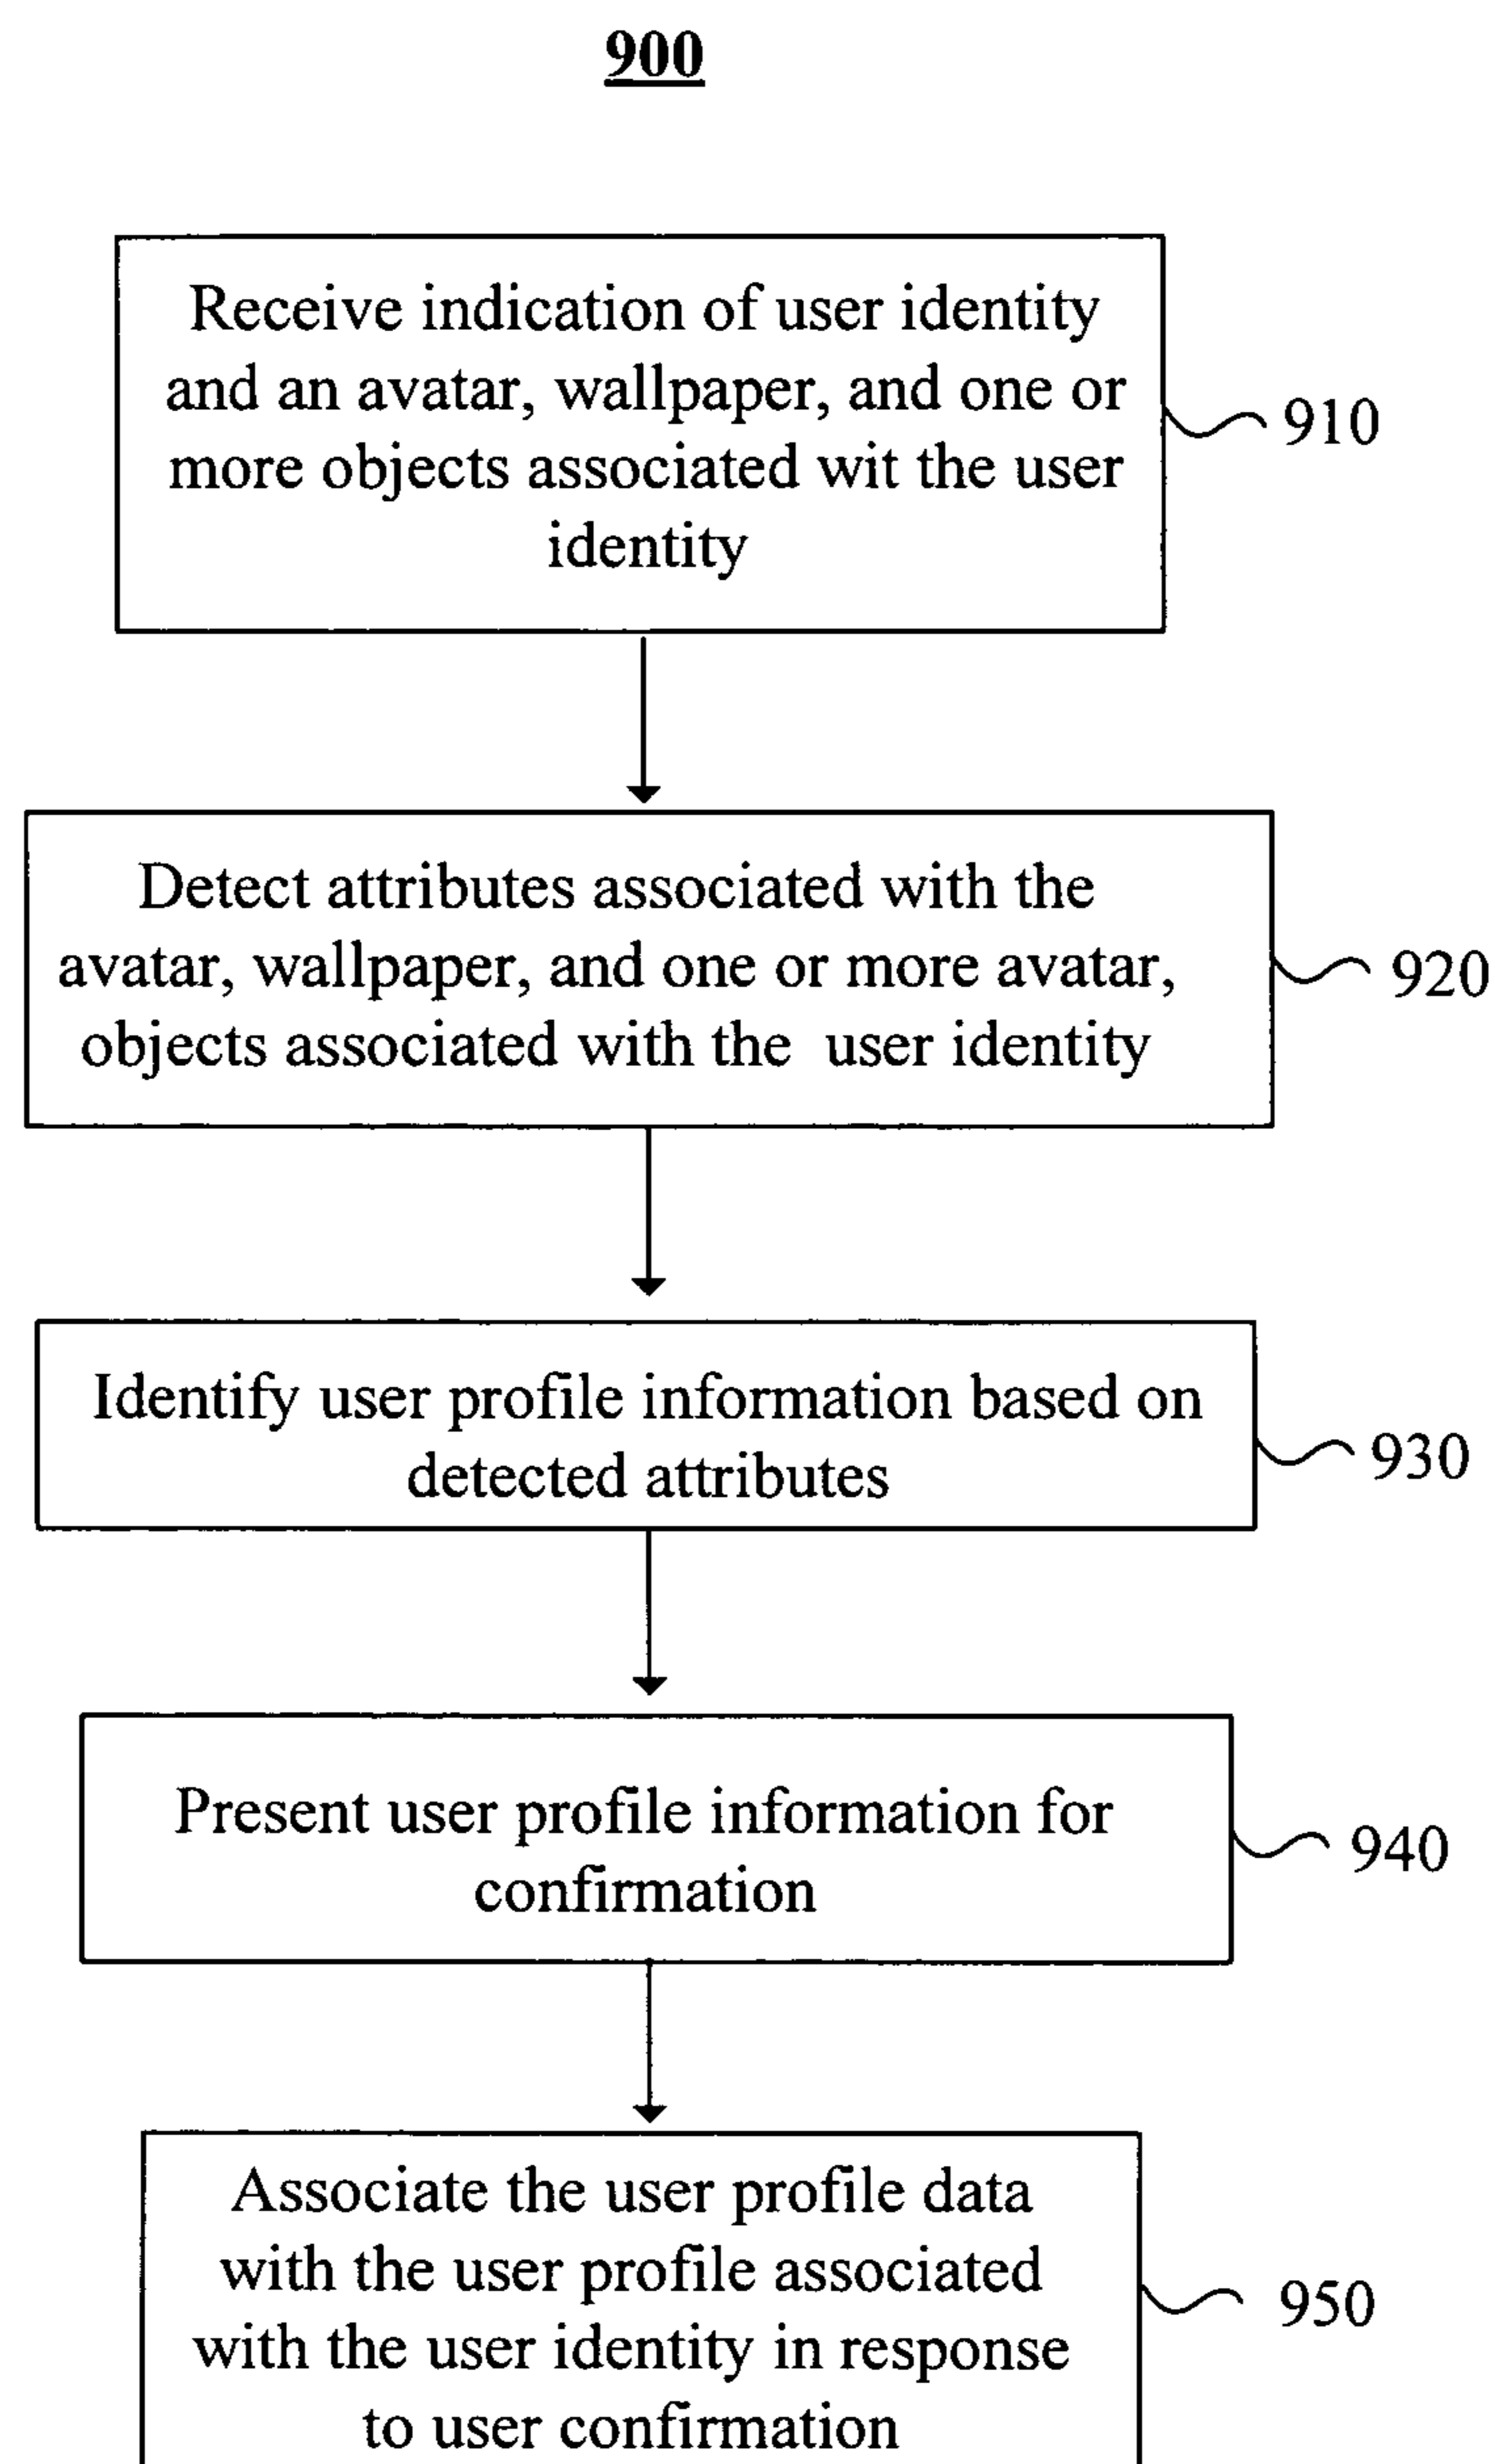 900
Receive indication of user identity
and an avatar, wallpaper, and one or
more objects associated wit the user
identity
910
Detect attributes associated with the
avatar, wallpaper, and one or more avatar,
objects associated with the user identity
920
Identify user profile information based on
detected attributes
930
Present user profile information for
confirmation
940
Associate the user profile data
with the user profile associated
with the user identity in response
to user confirmation
950